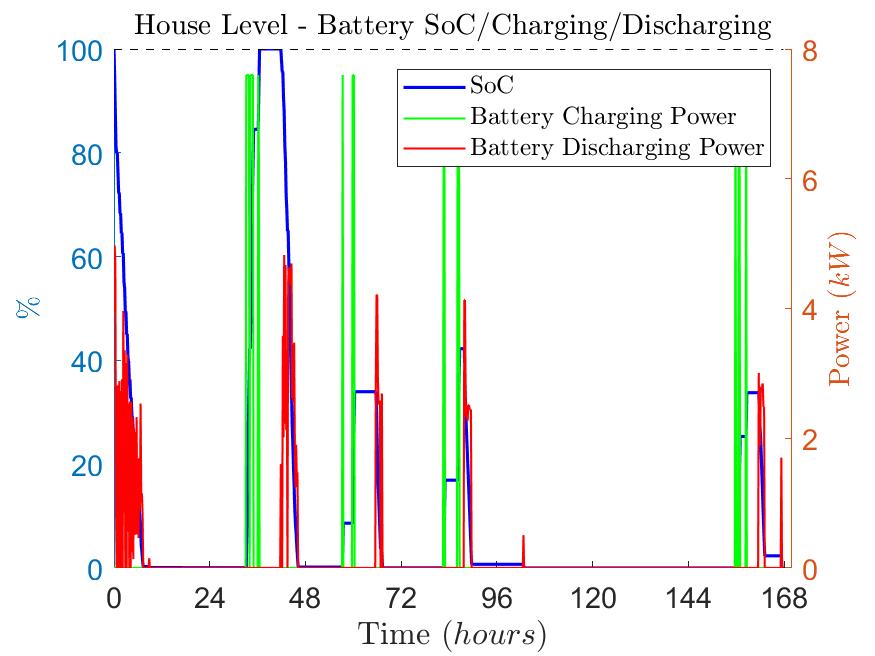 House Level - Battery SoC/Charging/Discharging
100
80
60
40
20
0
%
8
6
4
2
0
Power (kW)
SoC
Battery Charging Power
Battery Discharging Power
0 24 48 72 96 120 144 168
Time (hours)